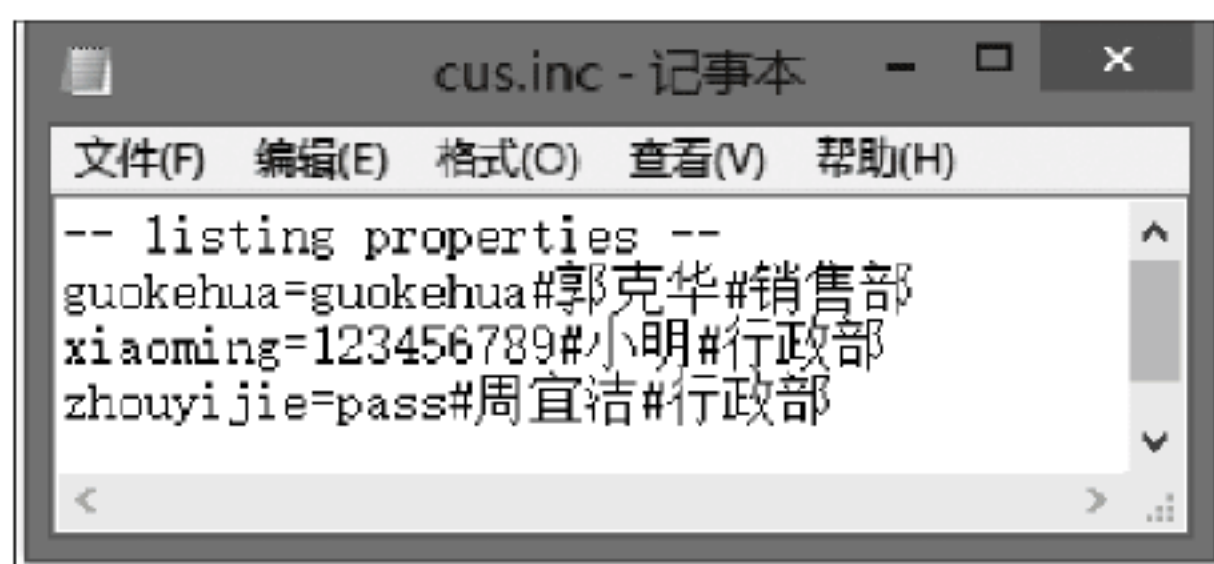 cus.inc - 记事本
文件(F) 编辑(E) 格式(O) 查看(V) 帮助(H)
-- listing properties --
guokehua=guokehua#郭克华#销售部
xiaoming=123456789#小明#行政部
zhouyijie=pass#周宜洁#行政部